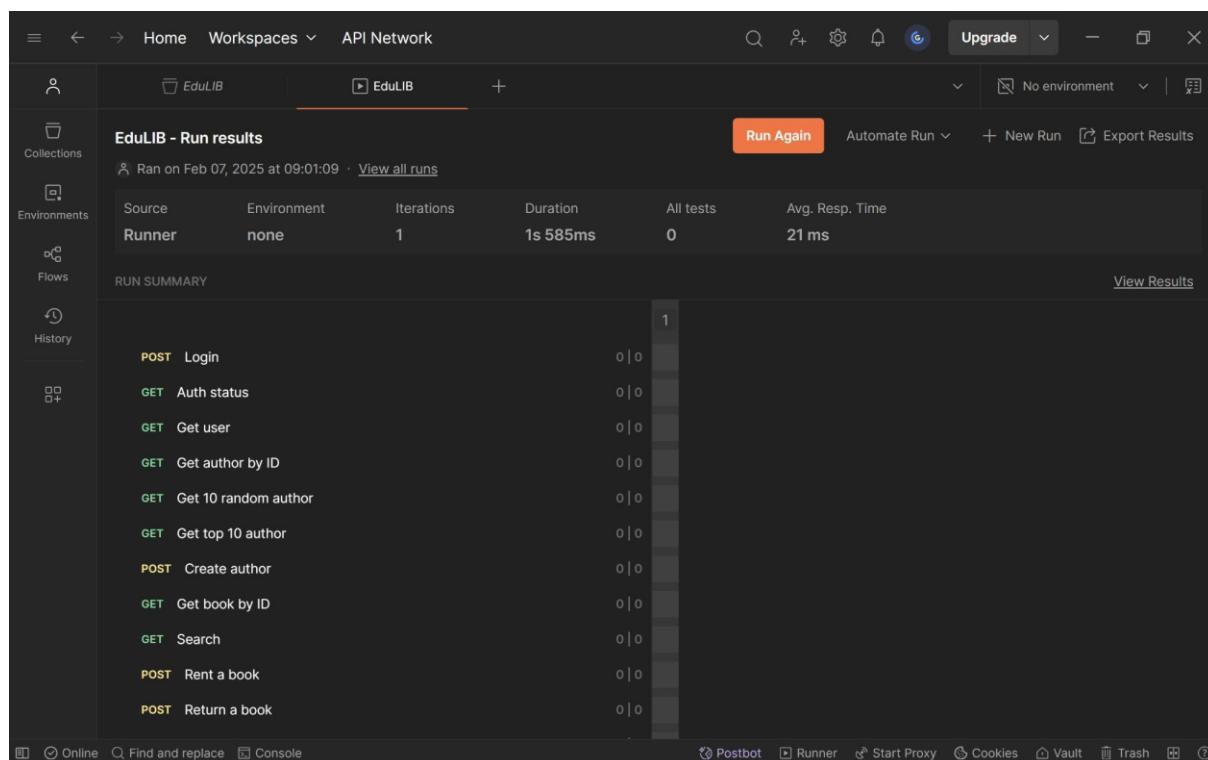 Home Workspaces API Network Upgrade
EduLIB EduLIB No environment
EduLIB - Run results Run Again Automate Run New Run Export Results
Ran on Feb 07, 2025 at 09:01:09 · View all runs
Source Environment Iterations Duration All tests Avg. Resp. Time
Runner none 1 1s 585ms 0 21 ms
RUN SUMMARY View Results
1
POST Login 0 | 0
GET Auth status 0 | 0
GET Get user 0 | 0
GET Get author by ID 0 | 0
GET Get 10 random author 0 | 0
GET Get top 10 author 0 | 0
POST Create author 0 | 0
GET Get book by ID 0 | 0
GET Search 0 | 0
POST Rent a book 0 | 0
POST Return a book 0 | 0
Collections
Environments
Flows
History
Online Find and replace Console Postbot Runner Start Proxy Cookies Vault Trash